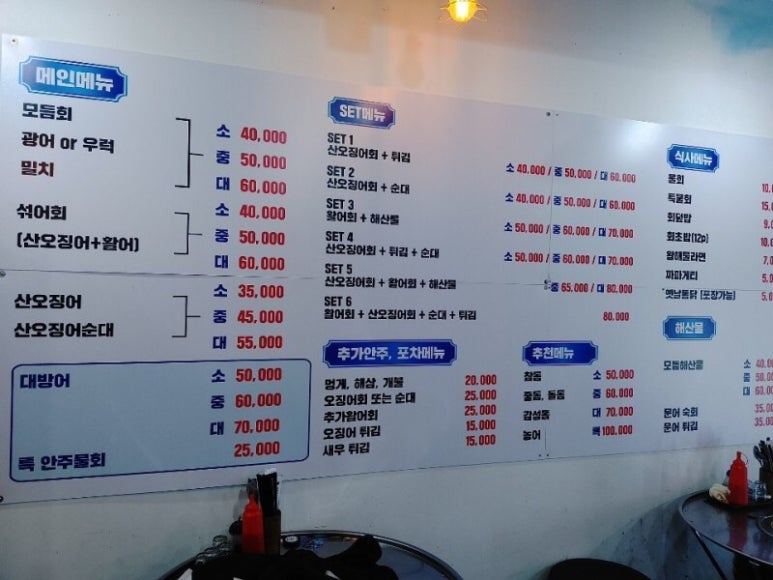 메인메뉴
모듬회
광어 or 우럭
밀치
소 40,000
중 50,000
대 60,000
섞어회
(산오징어+활어)
소 40,000
중 50,000
대 60,000
산오징어
산오징어순대
소 35,000
중 45,000
대 55,000
대방어
소 50,000
중 60,000
대 70,000
특 안주물회 25,000
SET메뉴
SET 1
산오징어회 + 튀김
소 40.000 / 중 50.000 / 대 60.000
SET 2
산오징어회 + 순대
소 40.000 / 중 50.000 / 대 60.000
SET 3
활어회 + 해산물
소 50.000 / 중 60.000 / 대 70.000
SET 4
산오징어회 + 튀김 + 순대
소 50.000 / 중 60.000 / 대 70.000
SET 5
산오징어회 + 활어회 + 해산물
중 65.000 / 대 80.000
SET 6
활어회 + 산오징어회 + 순대 + 튀김
80.000
추가안주, 포차메뉴
멍게, 해삼, 개불 20.000
오징어회 또는 순대 25.000
추가활어회 25.000
오징어 튀김 15.000
새우 튀김 15.000
추천메뉴
참돔 소 50.000
줄돔, 돌돔 중 60.000
감성돔 대 70.000
농어 특 100.000
식사메뉴
물회
특물회
회덮밥
회초밥(12p)
왕해물라면
짜파게티
옛날통닭 (포장가능)
해산물
모듬해산물
소
중
대
문어 숙회
문어 튀김